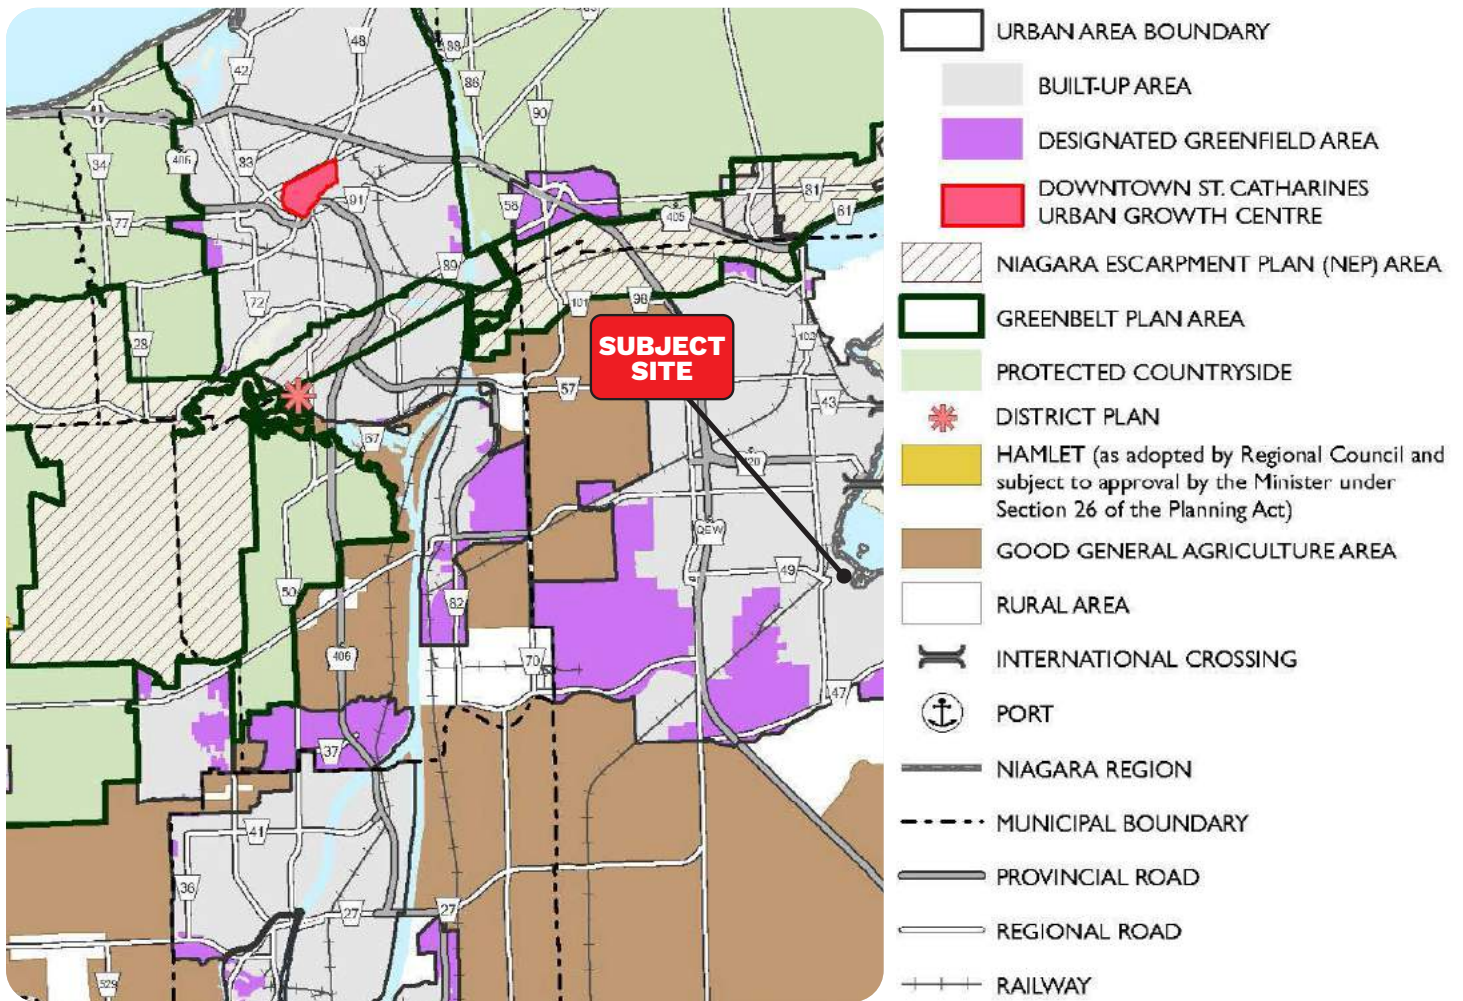 48
88
42
86
90
34
406
83
91
58
81
61
405
77
89
72
101
98
28
102
SUBJECT
SITE
57
43
67
420
QEW
49
50
82
406
70
47
37
41
36
27
27
529
URBAN AREA BOUNDARY
BUILT-UP AREA
DESIGNATED GREENFIELD AREA
DOWNTOWN ST. CATHARINES
URBAN GROWTH CENTRE
NIAGARA ESCARPMENT PLAN (NEP) AREA
GREENBELT PLAN AREA
PROTECTED COUNTRYSIDE
DISTRICT PLAN
HAMLET (as adopted by Regional Council and
subject to approval by the Minister under
Section 26 of the Planning Act)
GOOD GENERAL AGRICULTURE AREA
RURAL AREA
INTERNATIONAL CROSSING
PORT
NIAGARA REGION
MUNICIPAL BOUNDARY
PROVINCIAL ROAD
REGIONAL ROAD
RAILWAY